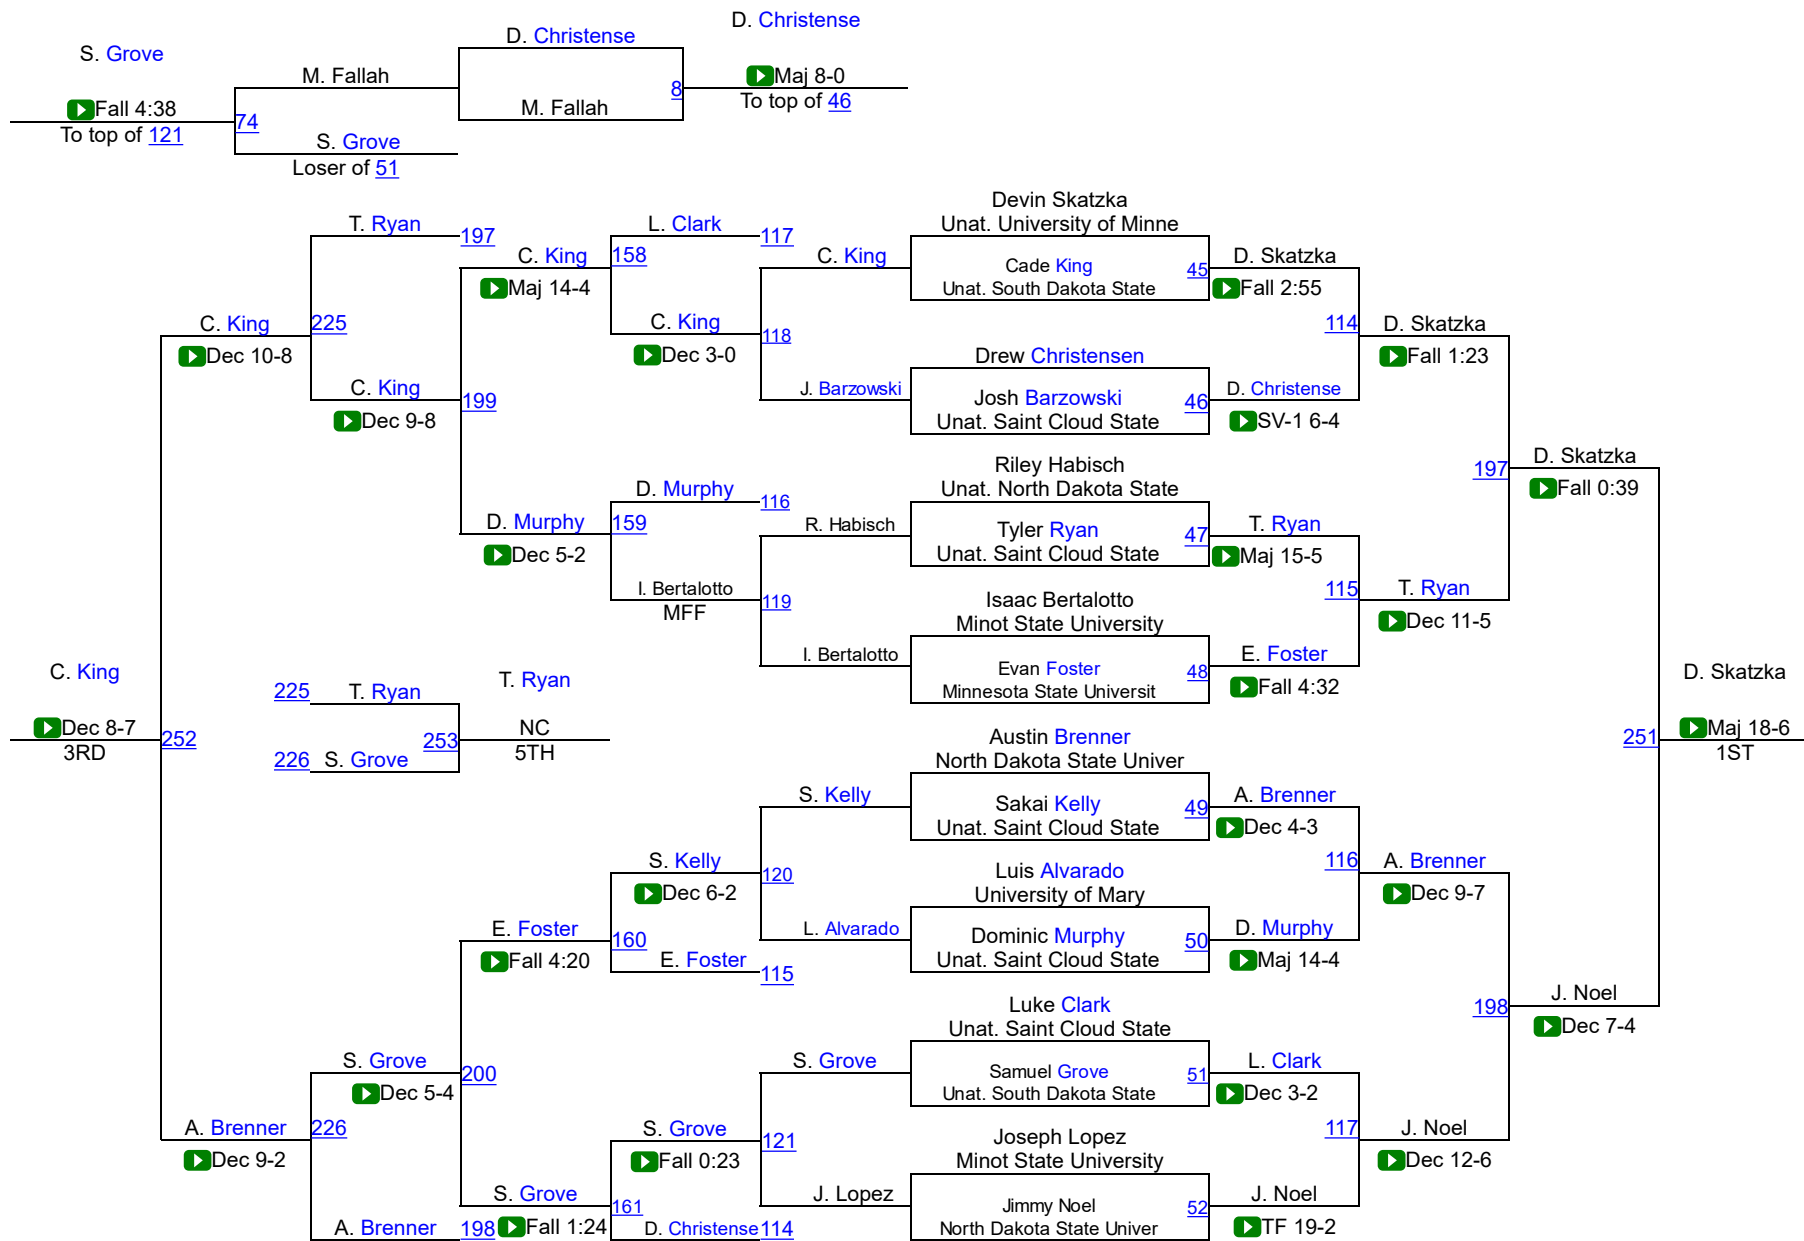 D. Christense
D. Christense
S. Grove
M. Fallah
Maj 8-0
8
To top of 46
M. Fallah
Fall 4:38
74
To top of 121
S. Grove
Loser of 51
Devin Skatzka
T. Ryan
L. Clark
Unat. University of Minne
197
117
C. King
158
C. King
Cade King
45
D. Skatzka
Maj 14-4
Unat. South Dakota State
Fall 2:55
C. King
225
C. King
118
114
D. Skatzka
Dec 10-8
Dec 3-0
Drew Christensen
Fall 1:23
C. King
J. Barzowski
Josh Barzowski
46
D. Christense
199
Dec 9-8
Unat. Saint Cloud State
SV-1 6-4
Riley Habisch
197
D. Skatzka
D. Murphy
Unat. North Dakota State
Fall 0:39
116
D. Murphy
159
R. Habisch
Tyler Ryan
47
T. Ryan
Dec 5-2
Unat. Saint Cloud State
Maj 15-5
I. Bertalotto
119
Isaac Bertalotto
115
T. Ryan
MFF
Minot State University
Dec 11-5
I. Bertalotto
Evan Foster
48
E. Foster
C. King
T. Ryan
D. Skatzka
225
T. Ryan
Minnesota State Universit
Fall 4:32
Dec 8-7
252
NC
Maj 18-6
3RD
253
5TH
Austin Brenner
251
1ST
226
S. Grove
North Dakota State Univer
S. Kelly
Sakai Kelly
49
A. Brenner
Unat. Saint Cloud State
Dec 4-3
S. Kelly
120
Luis Alvarado
116
A. Brenner
Dec 6-2
University of Mary
Dec 9-7
E. Foster
160
L. Alvarado
Dominic Murphy
50
D. Murphy
Fall 4:20
E. Foster
115
Unat. Saint Cloud State
Maj 14-4
Luke Clark
198
J. Noel
Unat. Saint Cloud State
Dec 7-4
S. Grove
200
S. Grove
Samuel Grove
51
L. Clark
Dec 5-4
Unat. South Dakota State
Dec 3-2
A. Brenner
226
S. Grove
121
Joseph Lopez
117
J. Noel
Dec 9-2
Fall 0:23
Minot State University
Dec 12-6
S. Grove
161
J. Lopez
Jimmy Noel
52
J. Noel
A. Brenner
198
Fall 1:24
D. Christense
114
North Dakota State Univer
TF 19-2